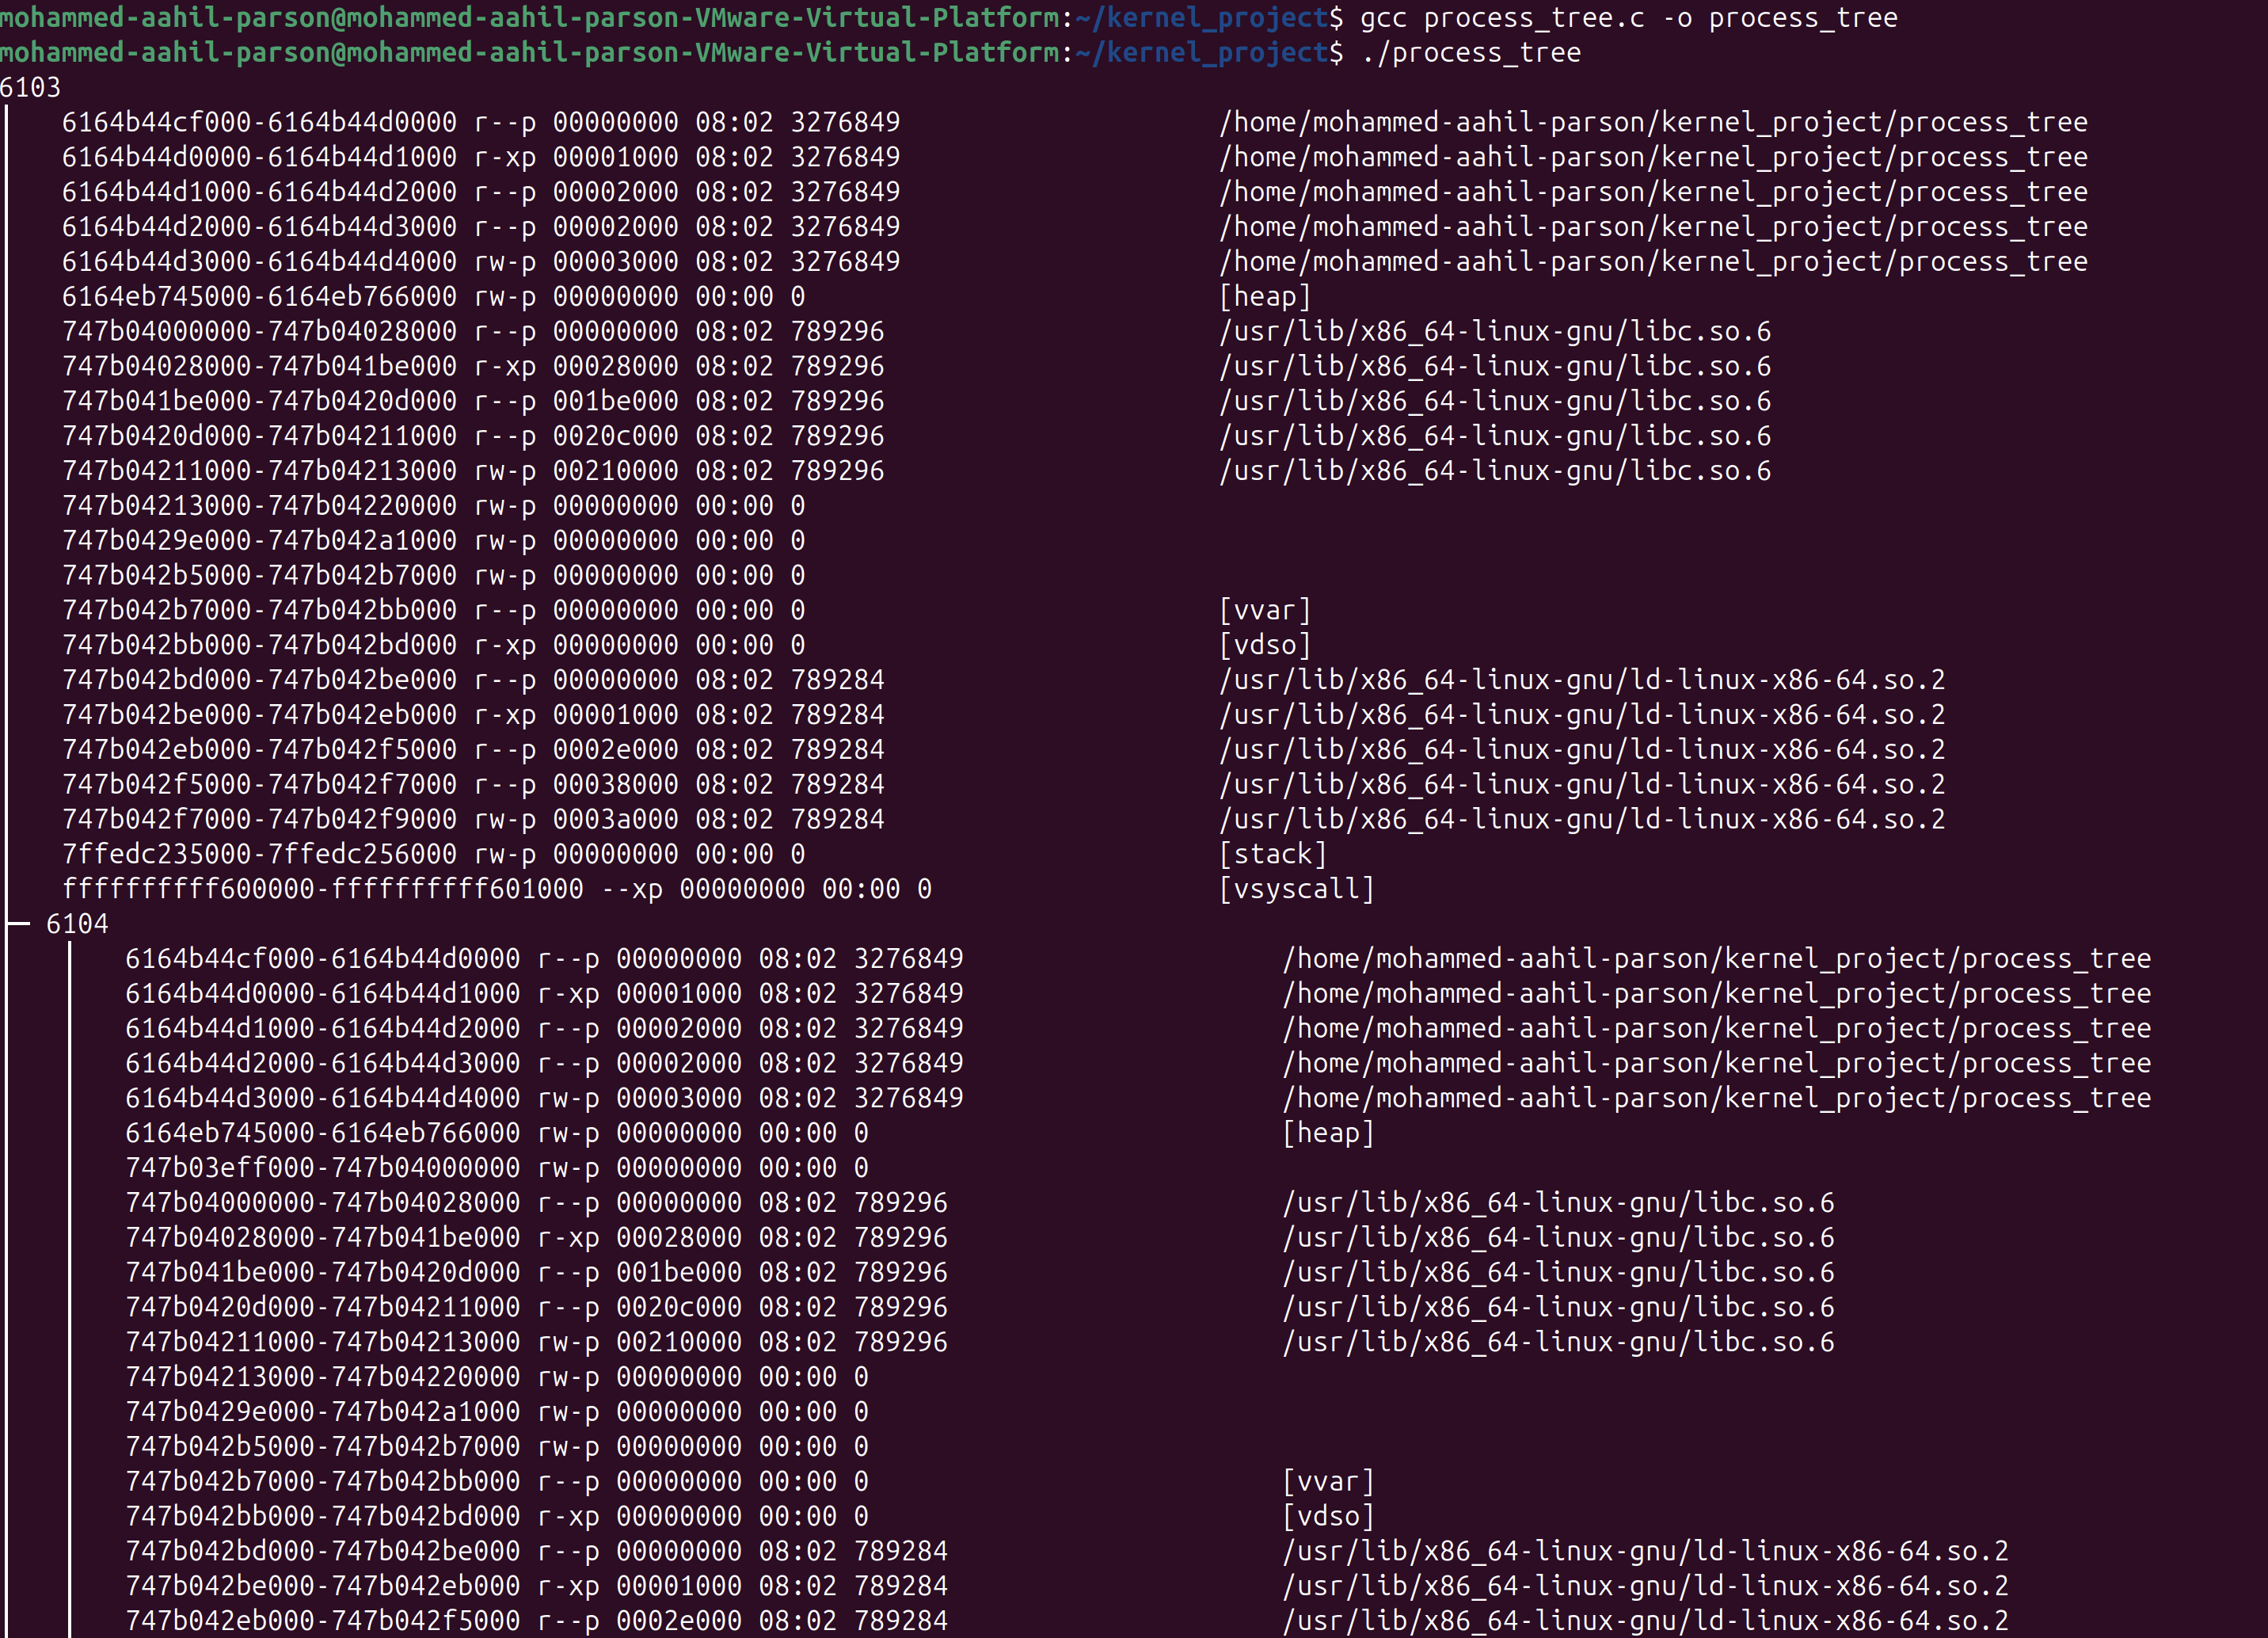 mohammed-aahil-parson@mohammed-aahil-parson-VMware-Virtual-Platform:~/kernel_project$ gcc process_tree.c -o process_tree
mohammed-aahil-parson@mohammed-aahil-parson-VMware-Virtual-Platform:~/kernel_project$ ./process_tree
6103
6164b44cf000-6164b44d0000 r--p 00000000 08:02 3276849 /home/mohammed-aahil-parson/kernel_project/process_tree
6164b44d0000-6164b44d1000 r-xp 00001000 08:02 3276849 /home/mohammed-aahil-parson/kernel_project/process_tree
6164b44d1000-6164b44d2000 r--p 00002000 08:02 3276849 /home/mohammed-aahil-parson/kernel_project/process_tree
6164b44d2000-6164b44d3000 r--p 00002000 08:02 3276849 /home/mohammed-aahil-parson/kernel_project/process_tree
6164b44d3000-6164b44d4000 rw-p 00003000 08:02 3276849 /home/mohammed-aahil-parson/kernel_project/process_tree
6164eb745000-6164eb766000 rw-p 00000000 00:00 0 [heap]
747b04000000-747b04028000 r--p 00000000 08:02 789296 /usr/lib/x86_64-linux-gnu/libc.so.6
747b04028000-747b041be000 r-xp 00028000 08:02 789296 /usr/lib/x86_64-linux-gnu/libc.so.6
747b041be000-747b0420d000 r--p 001be000 08:02 789296 /usr/lib/x86_64-linux-gnu/libc.so.6
747b0420d000-747b04211000 r--p 0020c000 08:02 789296 /usr/lib/x86_64-linux-gnu/libc.so.6
747b04211000-747b04213000 rw-p 00210000 08:02 789296 /usr/lib/x86_64-linux-gnu/libc.so.6
747b04213000-747b04220000 rw-p 00000000 00:00 0
747b0429e000-747b042a1000 rw-p 00000000 00:00 0
747b042b5000-747b042b7000 rw-p 00000000 00:00 0
747b042b7000-747b042bb000 r--p 00000000 00:00 0 [vvar]
747b042bb000-747b042bd000 r-xp 00000000 00:00 0 [vdso]
747b042bd000-747b042be000 r--p 00000000 08:02 789284 /usr/lib/x86_64-linux-gnu/ld-linux-x86-64.so.2
747b042be000-747b042eb000 r-xp 00001000 08:02 789284 /usr/lib/x86_64-linux-gnu/ld-linux-x86-64.so.2
747b042eb000-747b042f5000 r--p 0002e000 08:02 789284 /usr/lib/x86_64-linux-gnu/ld-linux-x86-64.so.2
747b042f5000-747b042f7000 r--p 00038000 08:02 789284 /usr/lib/x86_64-linux-gnu/ld-linux-x86-64.so.2
747b042f7000-747b042f9000 rw-p 0003a000 08:02 789284 /usr/lib/x86_64-linux-gnu/ld-linux-x86-64.so.2
7ffedc235000-7ffedc256000 rw-p 00000000 00:00 0 [stack]
ffffffffff600000-ffffffffff601000 --xp 00000000 00:00 0 [vsyscall]
6104
6164b44cf000-6164b44d0000 r--p 00000000 08:02 3276849 /home/mohammed-aahil-parson/kernel_project/process_tree
6164b44d0000-6164b44d1000 r-xp 00001000 08:02 3276849 /home/mohammed-aahil-parson/kernel_project/process_tree
6164b44d1000-6164b44d2000 r--p 00002000 08:02 3276849 /home/mohammed-aahil-parson/kernel_project/process_tree
6164b44d2000-6164b44d3000 r--p 00002000 08:02 3276849 /home/mohammed-aahil-parson/kernel_project/process_tree
6164b44d3000-6164b44d4000 rw-p 00003000 08:02 3276849 /home/mohammed-aahil-parson/kernel_project/process_tree
6164eb745000-6164eb766000 rw-p 00000000 00:00 0 [heap]
747b03eff000-747b04000000 rw-p 00000000 00:00 0
747b04000000-747b04028000 r--p 00000000 08:02 789296 /usr/lib/x86_64-linux-gnu/libc.so.6
747b04028000-747b041be000 r-xp 00028000 08:02 789296 /usr/lib/x86_64-linux-gnu/libc.so.6
747b041be000-747b0420d000 r--p 001be000 08:02 789296 /usr/lib/x86_64-linux-gnu/libc.so.6
747b0420d000-747b04211000 r--p 0020c000 08:02 789296 /usr/lib/x86_64-linux-gnu/libc.so.6
747b04211000-747b04213000 rw-p 00210000 08:02 789296 /usr/lib/x86_64-linux-gnu/libc.so.6
747b04213000-747b04220000 rw-p 00000000 00:00 0
747b0429e000-747b042a1000 rw-p 00000000 00:00 0
747b042b5000-747b042b7000 rw-p 00000000 00:00 0
747b042b7000-747b042bb000 r--p 00000000 00:00 0 [vvar]
747b042bb000-747b042bd000 r-xp 00000000 00:00 0 [vdso]
747b042bd000-747b042be000 r--p 00000000 08:02 789284 /usr/lib/x86_64-linux-gnu/ld-linux-x86-64.so.2
747b042be000-747b042eb000 r-xp 00001000 08:02 789284 /usr/lib/x86_64-linux-gnu/ld-linux-x86-64.so.2
747b042eb000-747b042f5000 r--p 0002e000 08:02 789284 /usr/lib/x86_64-linux-gnu/ld-linux-x86-64.so.2